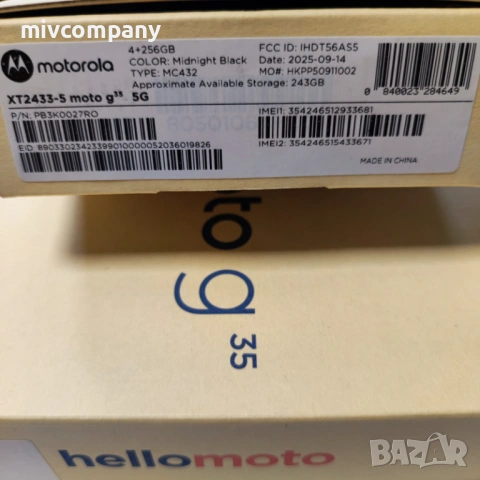 mivcompany
motorola
4+256GB
COLOR: Midnight Black
TYPE: MC432
Approximate Available Storage: 243GB
FCC ID: IHDT56AS5
Date: 2025-09-14
MO#: HKPP50911002
XT2433-5 moto g³⁵ 5G
P/N: PB3K0027RO
EID: 89033023423399010000052036019826
IMEI1: 354246512933681
IMEI2: 354246515433671
0 840023 284649
MADE IN CHINA
moto g 35
hellomoto
BAZAR.BG